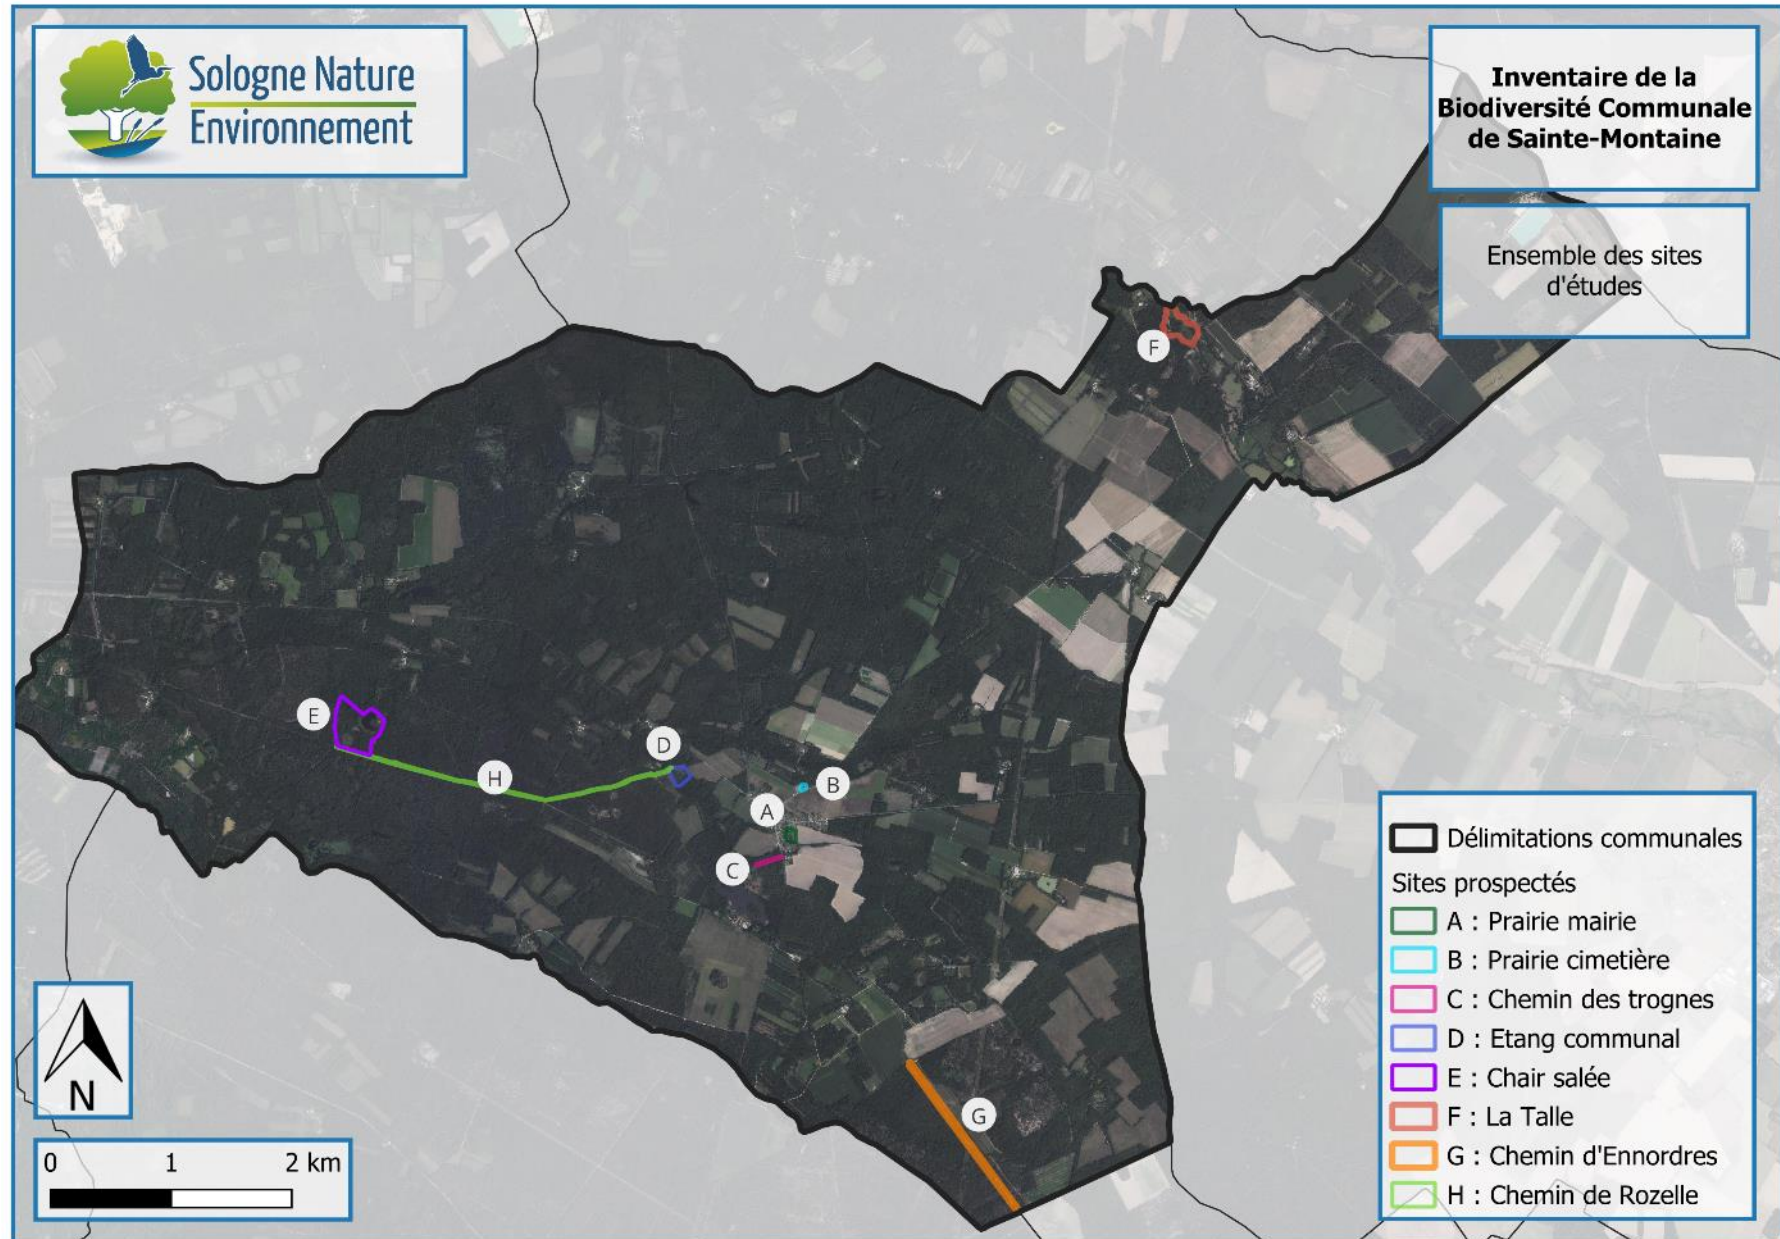 Sologne Nature
Environnement
Inventaire de la
Biodiversité Communale
de Sainte-Montaine
Ensemble des sites
d'études
F
E
D
H
B
A
C
G
N
0 1 2 km
Délimitations communales
Sites prospectés
A : Prairie mairie
B : Prairie cimetière
C : Chemin des trognes
D : Etang communal
E : Chair salée
F : La Talle
G : Chemin d'Ennordres
H : Chemin de Rozelle